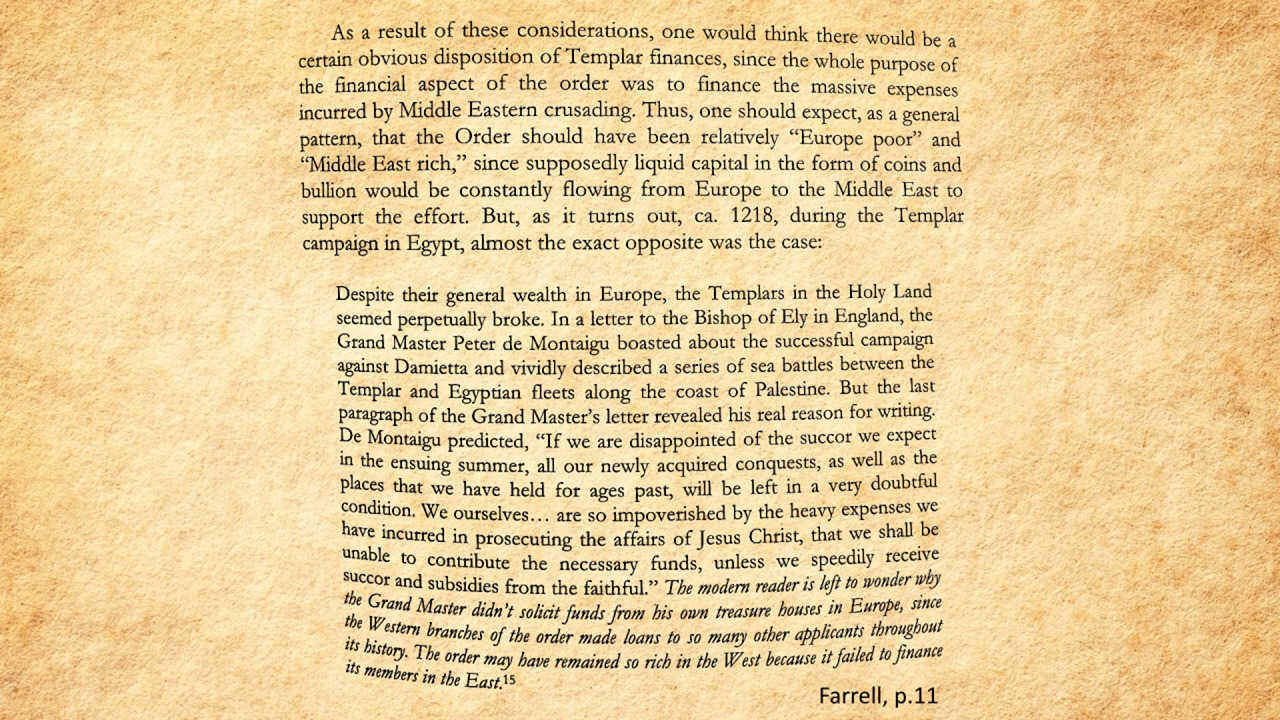 As a result of these considerations, one would think there would be a
certain obvious disposition of Templar finances, since the whole purpose of
the financial aspect of the order was to finance the massive expenses
incurred by Middle Eastern crusading. Thus, one should expect, as a general
pattern, that the Order should have been relatively “Europe poor” and
“Middle East rich,” since supposedly liquid capital in the form of coins and
bullion would be constantly flowing from Europe to the Middle East to
support the effort. But, as it turns out, ca. 1218, during the Templar
campaign in Egypt, almost the exact opposite was the case:
Despite their general wealth in Europe, the Templars in the Holy Land
seemed perpetually broke. In a letter to the Bishop of Ely in England, the
Grand Master Peter de Montaigu boasted about the successful campaign
against Damietta and vividly described a series of sea battles between the
Templar and Egyptian fleets along the coast of Palestine. But the last
paragraph of the Grand Master’s letter revealed his real reason for writing.
De Montaigu predicted, “If we are disappointed of the succor we expect
in the ensuing summer, all our newly acquired conquests, as well as the
places that we have held for ages past, will be left in a very doubtful
condition. We ourselves… are so impoverished by the heavy expenses we
have incurred in prosecuting the affairs of Jesus Christ, that we shall be
unable to contribute the necessary funds, unless we speedily receive
succor and subsidies from the faithful.” The modern reader is left to wonder why
the Grand Master didn’t solicit funds from his own treasure houses in Europe, since
the Western branches of the order made loans to so many other applicants throughout
its history. The order may have remained so rich in the West because it failed to finance
its members in the East.15
Farrell, p.11